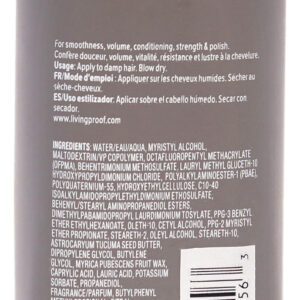 For smoothness, volume, conditioning, strength & polish.
Douceur, volume, vitalité, résistance et lustre à la chevelure.
Usage: Apply to damp hair. Blow dry.
FR/Mode d'emploi : Appliquer sur les cheveux humides. Sécher au
sèche-cheveux.
ES/Uso estilizador: Aplicar sobre el cabello húmedo. Secar con
secador.
www.livingproof.com
INGREDIENTS: WATER/EAU/AQUA, MYRISTYL ALCOHOL,
MALTODEXTRIN/VP COPOLYMER, OCTAFLUOROPENTYL METHACRYLATE
(OFPMA), BEHENTRIMONIUM METHOSULFATE, LAURYL METHYL GLUCETH-10
HYDROXYPROPYLDIMONIUM CHLORIDE, POLYACRYLATE-1 (PBAE),
POLYQUATERNIUM-55, HYDROXYETHYLCELLULOSE, C10-40
ISOALKYLAMIDOPROPYLETHYLDIMONIUM ETHOSULFATE,
BEHENYL/STEARYL AMINOPROPANEDIOL ESTERS,
DIMETHYLPABAMIDOPROPYL LAURDIMONIUM TOSYLATE, PPG-3 BENZYL
ETHER ETHYLHEXANOATE, OLETH-10, CETYL ALCOHOL, PPG-2 MYRISTYL
ETHER PROPIONATE, STEARETH-2, OLEYL ALCOHOL, STEARETH-10,
ASTROCARYUM TUCUMA SEED BUTTER,
DIPROPYLENE GLYCOL, BUTYLENE
GLYCOL, MYRICA PUBESCENS FRUIT WAX,
CAPRYLIC ACID, LAURIC ACID, POTASSIUM
SORBATE, PHENOXYETHANOL,
FRAGRANCE/PARFUM, BUTYLPHENYL
561
3